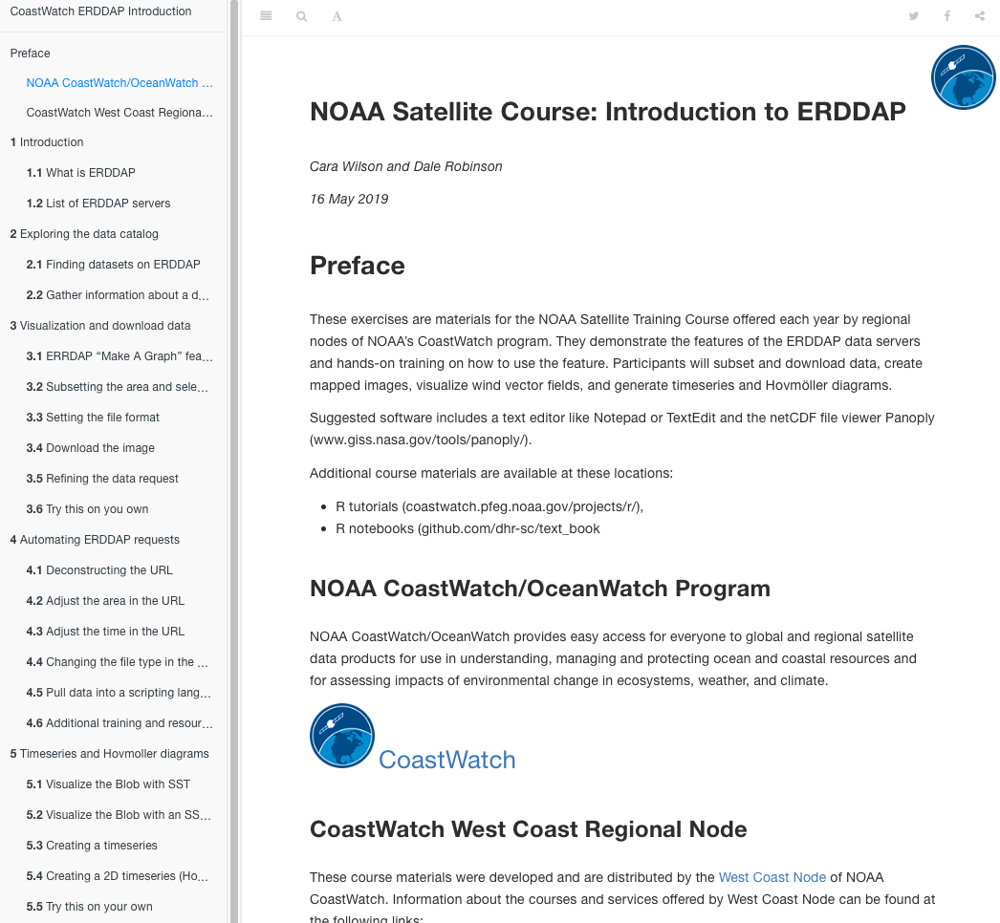 CoastWatch ERDDAP Introduction
Preface
NOAA CoastWatch/OceanWatch ...
CoastWatch West Coast Regiona...
1 Introduction
1.1 What is ERDDAP
1.2 List of ERDDAP servers
2 Exploring the data catalog
2.1 Finding datasets on ERDDAP
2.2 Gather information about a d...
3 Visualization and download data
3.1 ERRDAP “Make A Graph” fea...
3.2 Subsetting the area and sele...
3.3 Setting the file format
3.4 Download the image
3.5 Refining the data request
3.6 Try this on you own
4 Automating ERDDAP requests
4.1 Deconstructing the URL
4.2 Adjust the area in the URL
4.3 Adjust the time in the URL
4.4 Changing the file type in the ...
4.5 Pull data into a scripting lang...
4.6 Additional training and resour...
5 Timeseries and Hovmoller diagrams
5.1 Visualize the Blob with SST
5.2 Visualize the Blob with an SS...
5.3 Creating a timeseries
5.4 Creating a 2D timeseries (Ho...
5.5 Try this on your own
A
NOAA Satellite Course: Introduction to ERDDAP
Cara Wilson and Dale Robinson
16 May 2019
Preface
These exercises are materials for the NOAA Satellite Training Course offered each year by regional
nodes of NOAA’s CoastWatch program. They demonstrate the features of the ERDDAP data servers
and hands-on training on how to use the feature. Participants will subset and download data, create
mapped images, visualize wind vector fields, and generate timeseries and Hovmöller diagrams.
Suggested software includes a text editor like Notepad or TextEdit and the netCDF file viewer Panoply
(www.giss.nasa.gov/tools/panoply/).
Additional course materials are available at these locations:
• R tutorials (coastwatch.pfeg.noaa.gov/projects/r/),
• R notebooks (github.com/dhr-sc/text_book
NOAA CoastWatch/OceanWatch Program
NOAA CoastWatch/OceanWatch provides easy access for everyone to global and regional satellite
data products for use in understanding, managing and protecting ocean and coastal resources and
for assessing impacts of environmental change in ecosystems, weather, and climate.
CoastWatch
CoastWatch West Coast Regional Node
These course materials were developed and are distributed by the West Coast Node of NOAA
CoastWatch. Information about the courses and services offered by West Coast Node can be found at
the following links: